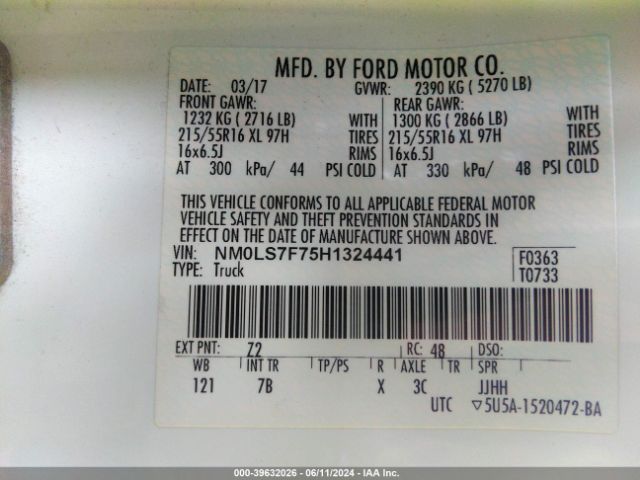 MFD. BY FORD MOTOR CO.
DATE: 03/17 GVWR: 2390 KG ( 5270 LB)
FRONT GAWR: REAR GAWR:
1232 KG ( 2716 LB) WITH 1300 KG ( 2866 LB) WITH
215/55R16 XL 97H TIRES 215/55R16 XL 97H TIRES
16x6.5J RIMS 16x6.5J RIMS
AT 300 kPa/ 44 PSI COLD AT 330 kPa/ 48 PSI COLD
THIS VEHICLE CONFORMS TO ALL APPLICABLE FEDERAL MOTOR
VEHICLE SAFETY AND THEFT PREVENTION STANDARDS IN
EFFECT ON THE DATE OF MANUFACTURE SHOWN ABOVE.
VIN: NM0LS7F75H1324441 F0363
TYPE: Truck T0733
EXT PNT: Z2 RC: 48 DSO:
WB INT TR TP/PS R AXLE TR SPR
121 7B X 3C JJHH
UTC ▽5U5A-1520472-BA
000-39632026 - 06/11/2024 - IAA Inc.